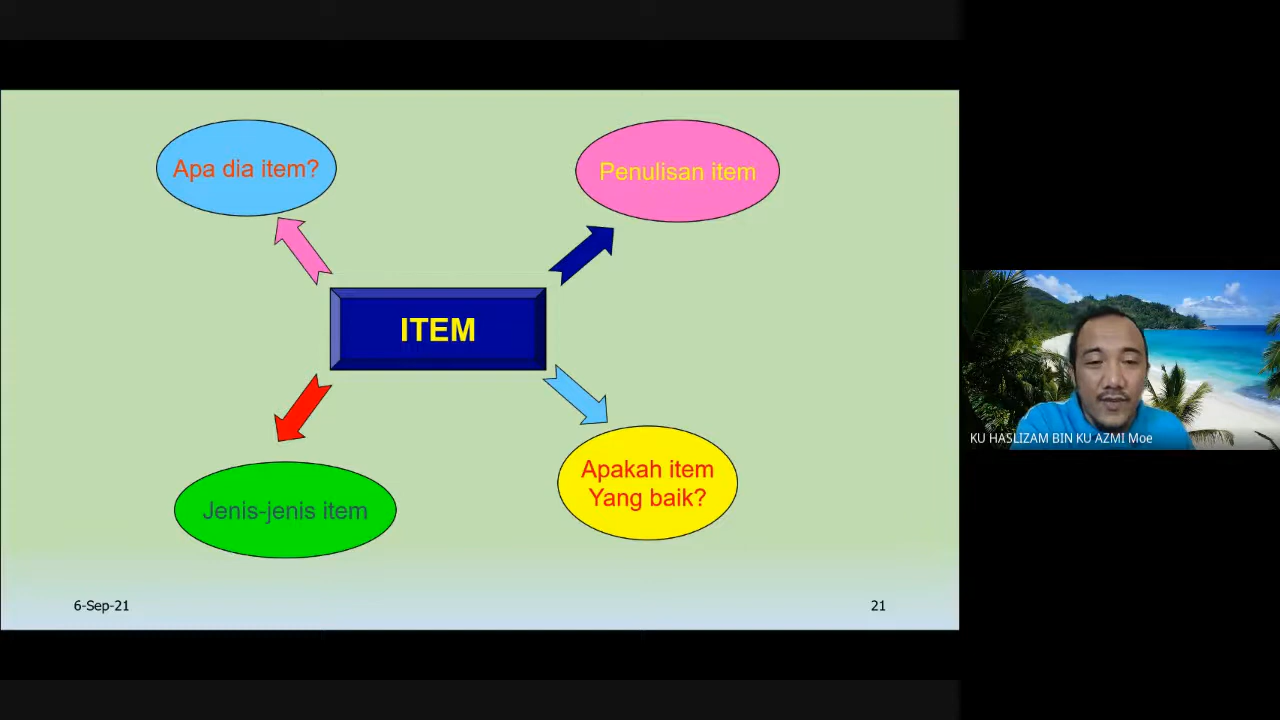 Apa dia item?
Penulisan item
ITEM
Jenis-jenis item
Apakah item
Yang baik?
6-Sep-21
21
KU HASLIZAM BIN KU AZMI Moe